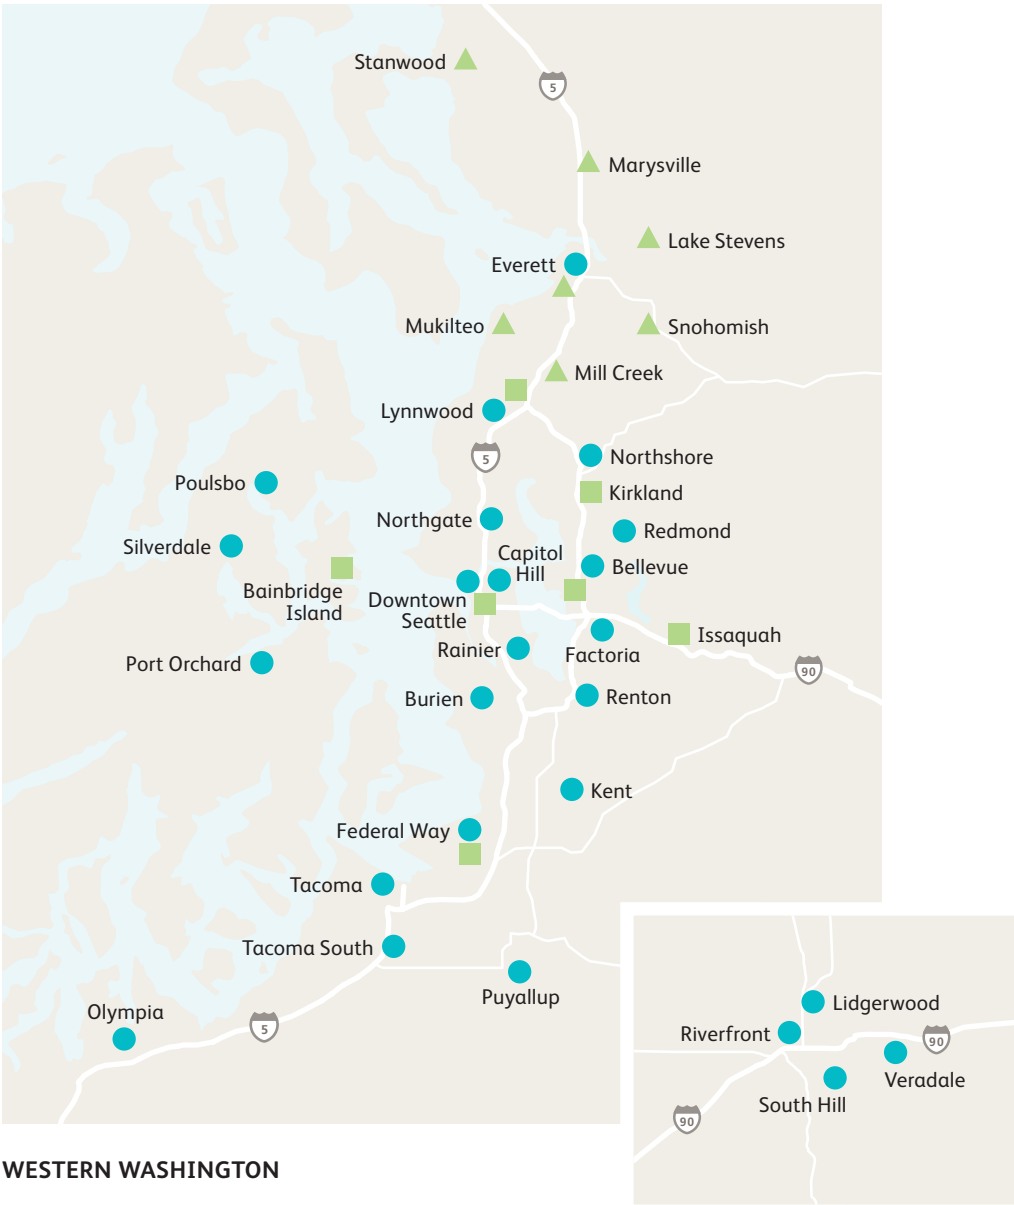 Stanwood
5
Marysville
Lake Stevens
Everett
Mukilteo
Snohomish
Mill Creek
Lynnwood
5
Northshore
Poulsbo
Kirkland
Northgate
Redmond
Silverdale
Capitol
Hill
Bellevue
Bainbridge
Island
Downtown
Seattle
Issaquah
Rainier
Factoria
Port Orchard
90
Burien
Renton
Kent
Federal Way
Tacoma
Tacoma South
Puyallup
Olympia
5
Lidgerwood
Riverfront
90
Veradale
South Hill
90
WESTERN WASHINGTON